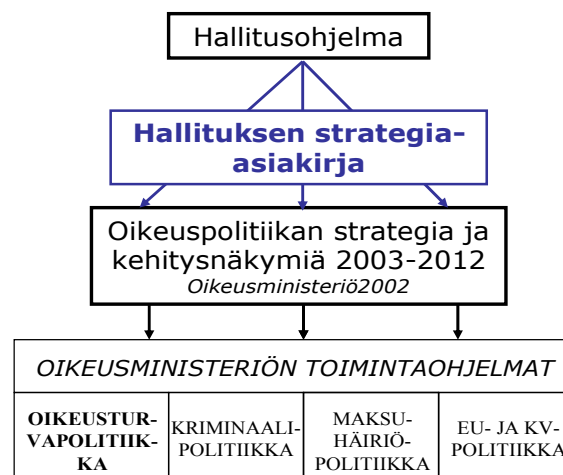 Hallitusohjelma
Hallituksen strategia-
asiakirja
Oikeuspolitiikan strategia ja
kehitysnäkymiä 2003-2012
Oikeusministeriö2002
OIKEUSMINISTERIÖN TOIMINTAOHJELMAT
OIKEUSTUR-
VAPOLITIIK-
KA
KRIMINAALI-
POLITIIKKA
MAKSU-
HÄIRIÖ-
POLITIIKKA
EU- JA KV-
POLITIIKKA